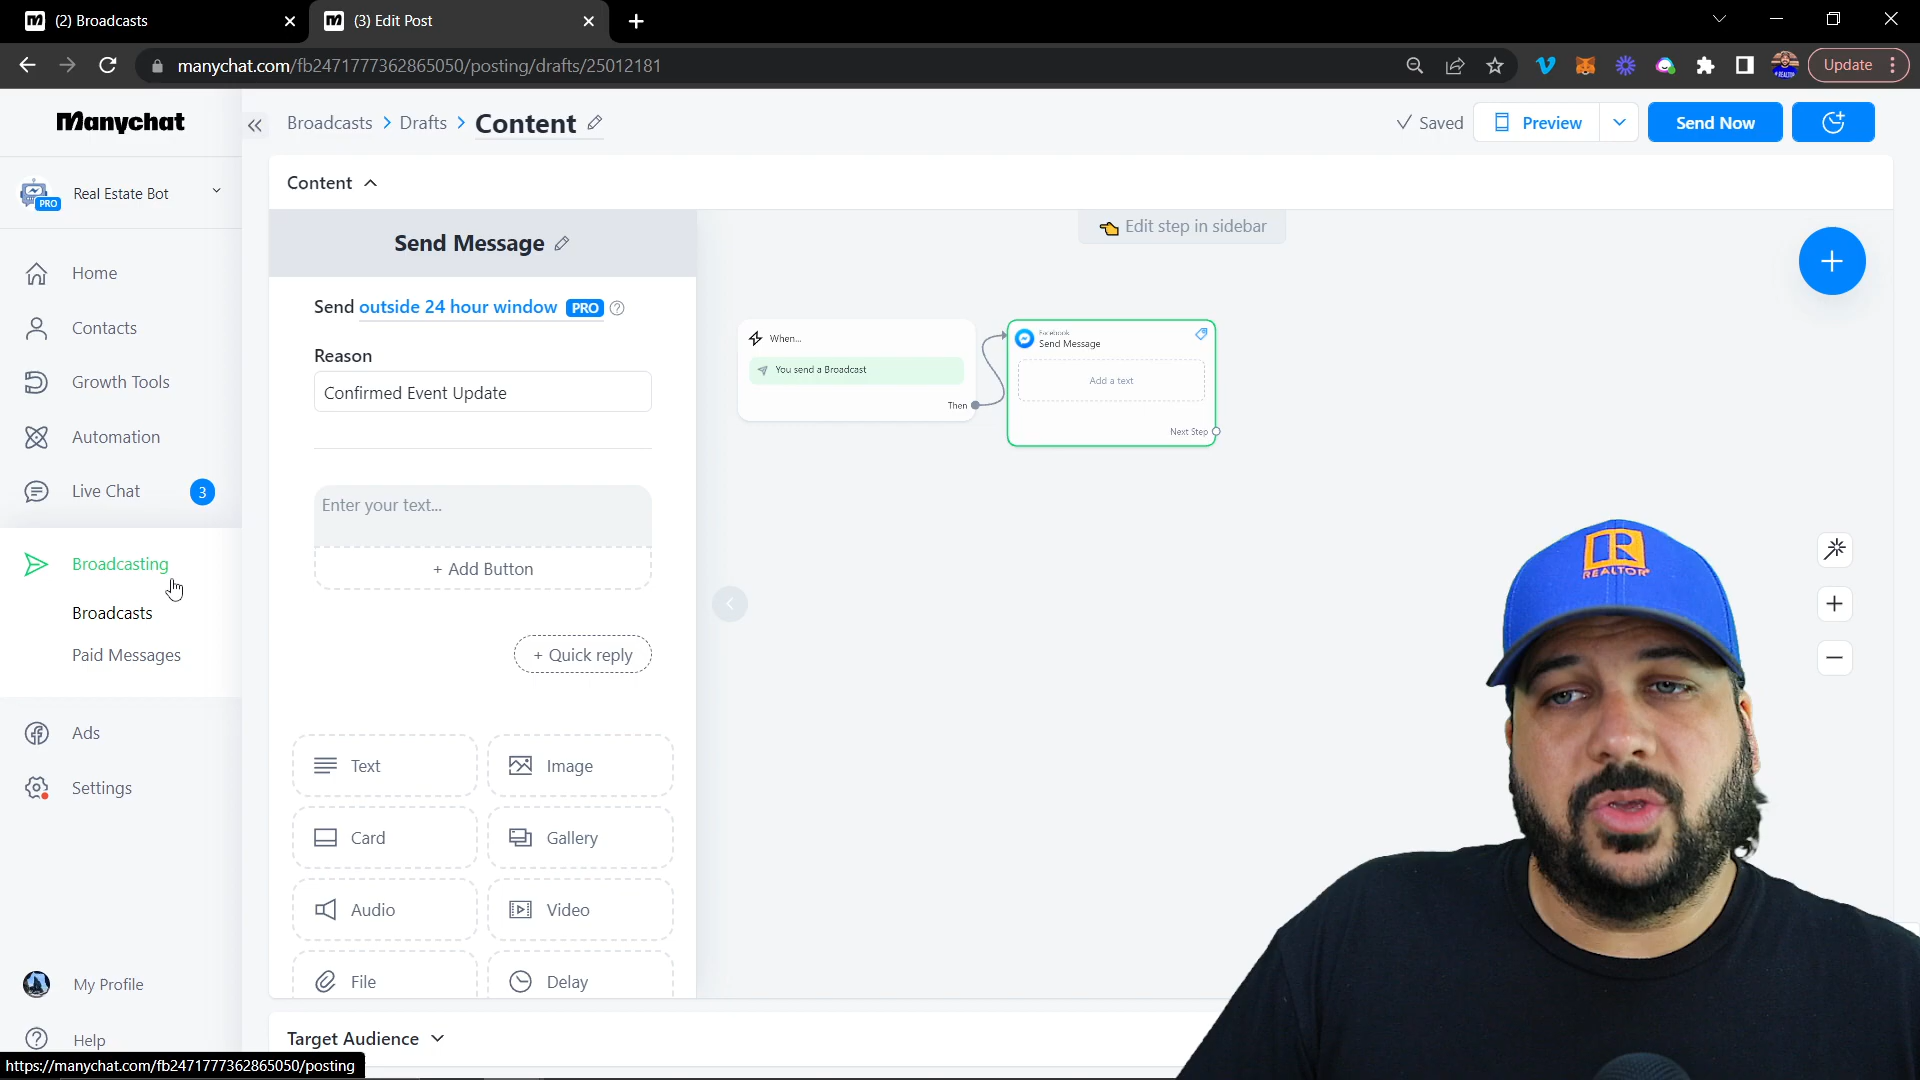 (2) Broadcasts
(3) Edit Post
manychat.com/fb2471777362865050/posting/drafts/25012181
Update
Manychat
Broadcasts > Drafts > Content
Saved
Preview
Send Now
Real Estate Bot
PRO
Content
Home
Contacts
Growth Tools
Automation
Live Chat 3
Broadcasting
Broadcasts
Paid Messages
Ads
Settings
My Profile
Help
Send Message
Send outside 24 hour window PRO
Reason
Confirmed Event Update
Enter your text...
+ Add Button
+ Quick reply
Text
Image
Card
Gallery
Audio
Video
File
Delay
Target Audience
Edit step in sidebar
When...
You send a Broadcast
Then
Facebook
Send Message
Add a text
Next Step
R
REALTOR
https://manychat.com/fb2471777362865050/posting